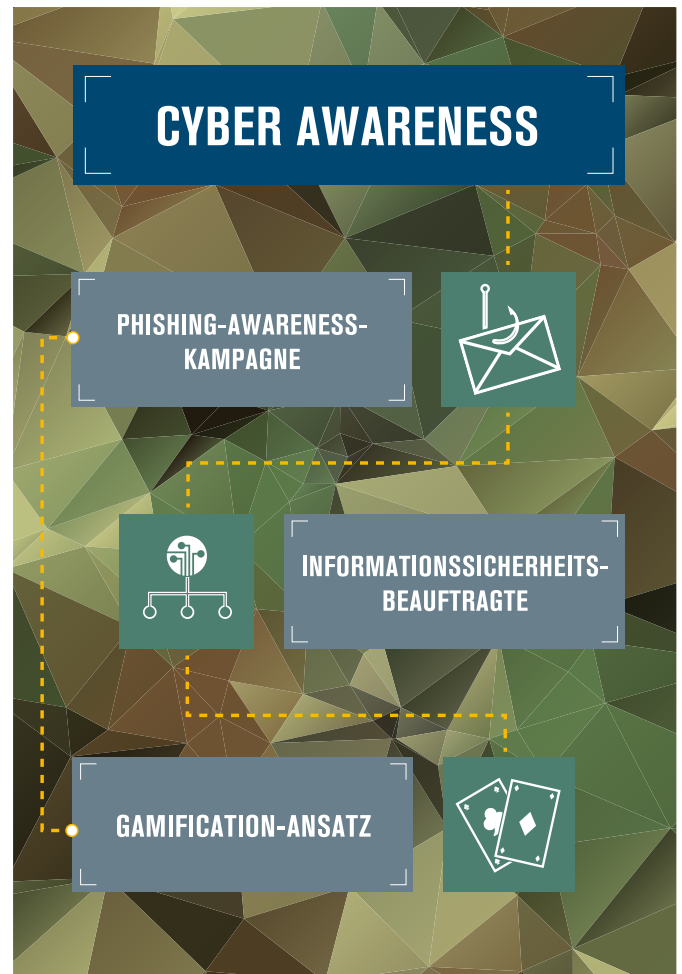 CYBER AWARENESS
PHISHING-AWARENESS-
KAMPAGNE
INFORMATIONSSICHERHEITS-
BEAUFTRAGTE
GAMIFICATION-ANSATZ